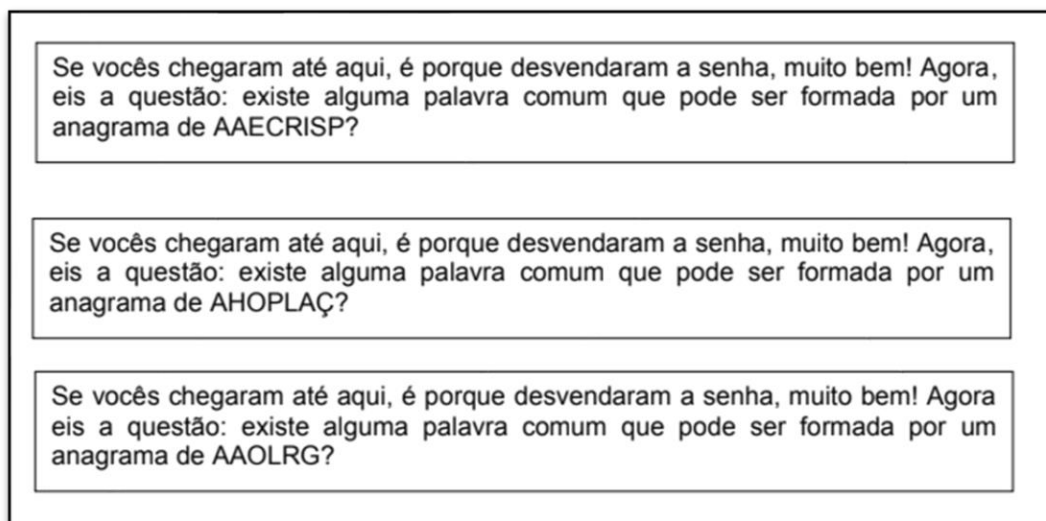 Se vocês chegaram até aqui, é porque desvendaram a senha, muito bem! Agora,
eis a questão: existe alguma palavra comum que pode ser formada por um
anagrama de AAECRISP?
Se vocês chegaram até aqui, é porque desvendaram a senha, muito bem! Agora,
eis a questão: existe alguma palavra comum que pode ser formada por um
anagrama de AHOPLAÇ?
Se vocês chegaram até aqui, é porque desvendaram a senha, muito bem! Agora
eis a questão: existe alguma palavra comum que pode ser formada por um
anagrama de AAOLRG?